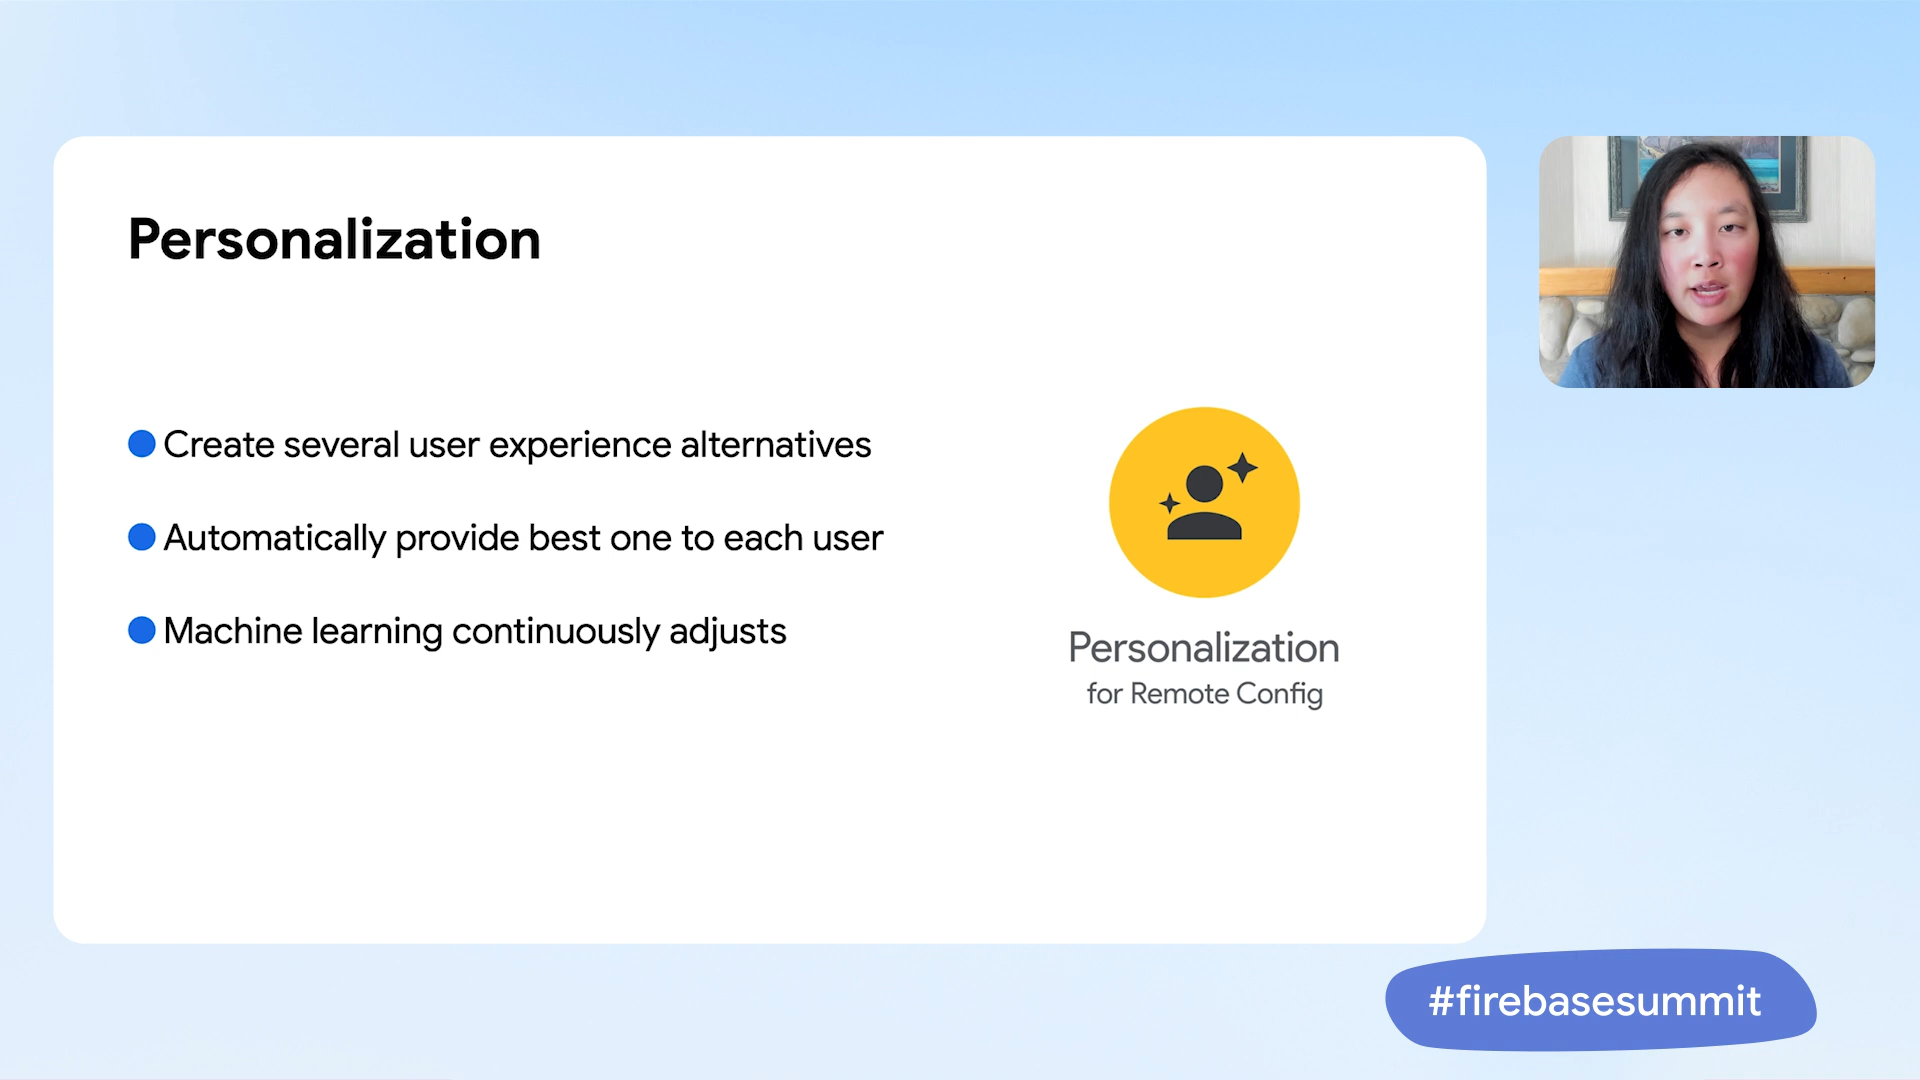 Personalization
Create several user experience alternatives
Automatically provide best one to each user
Machine learning continuously adjusts
Personalization
for Remote Config
#firebasesummit